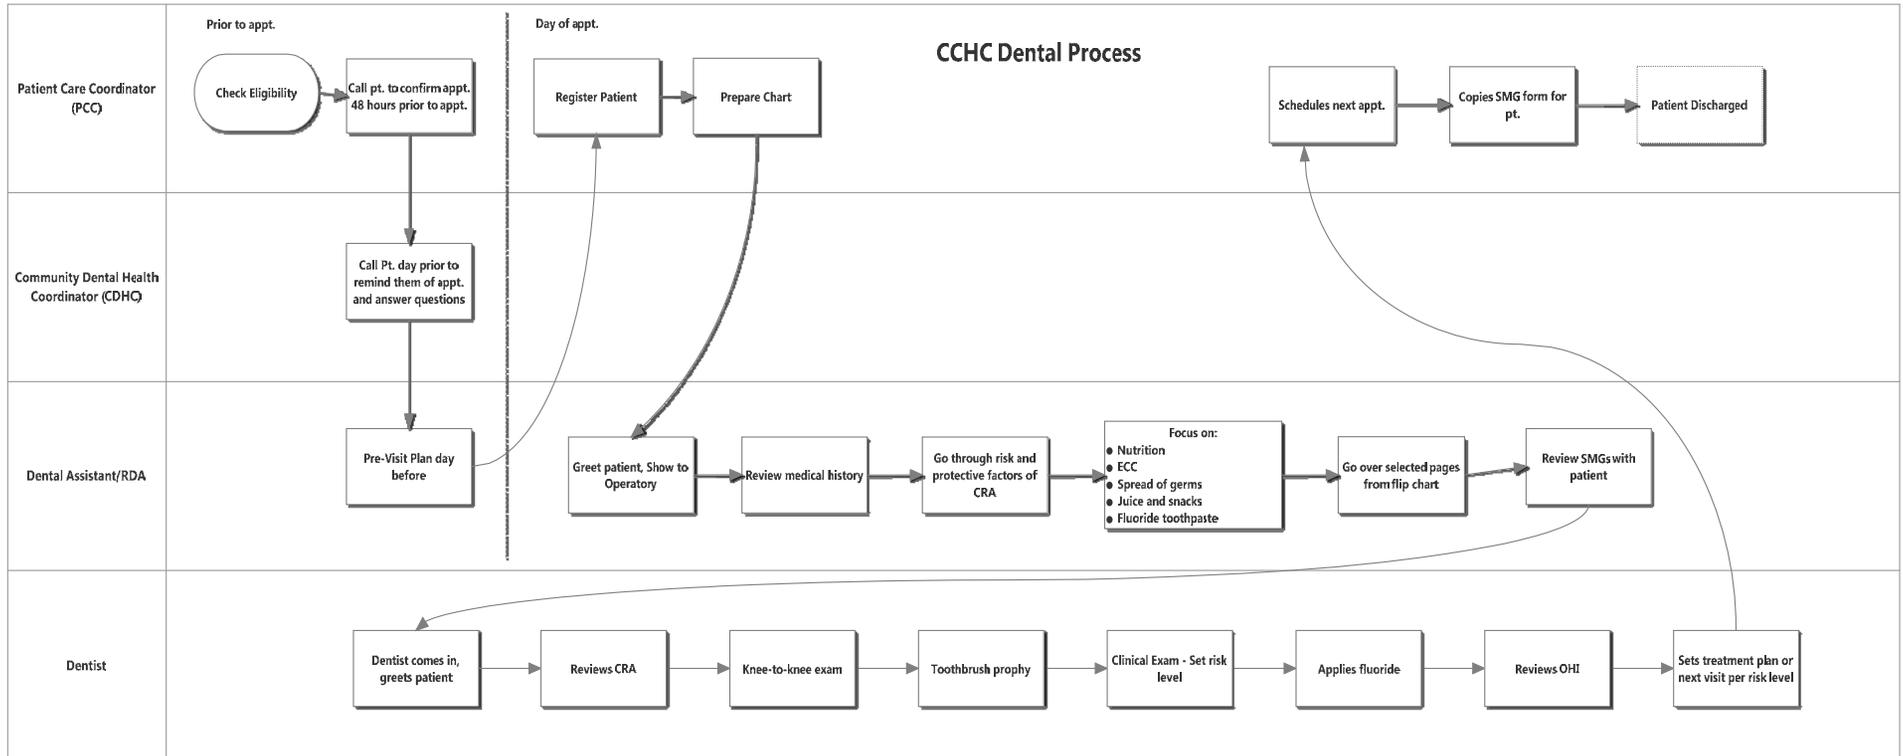 Prior to appt.
Day of appt.
CCHC Dental Process
Patient Care Coordinator
(PCC)
Check Eligibility
Call pt. to confirm appt.
48 hours prior to appt.
Register Patient
Prepare Chart
Schedules next appt.
Copies SMG form for
pt.
Patient Discharged
Community Dental Health
Coordinator (CDHC)
Call Pt. day prior to
remind them of appt.
and answer questions
Dental Assistant/RDA
Pre-Visit Plan day
before
Greet patient, Show to
Operatory
Review medical history
Go through risk and
protective factors of
CRA
Focus on:
● Nutrition
● ECC
● Spread of germs
● Juice and snacks
● Fluoride toothpaste
Go over selected pages
from flip chart
Review SMGs with
patient
Dentist
Dentist comes in,
greets patient
Reviews CRA
Knee-to-knee exam
Toothbrush prophy
Clinical Exam - Set risk
level
Applies fluoride
Reviews OHI
Sets treatment plan or
next visit per risk level